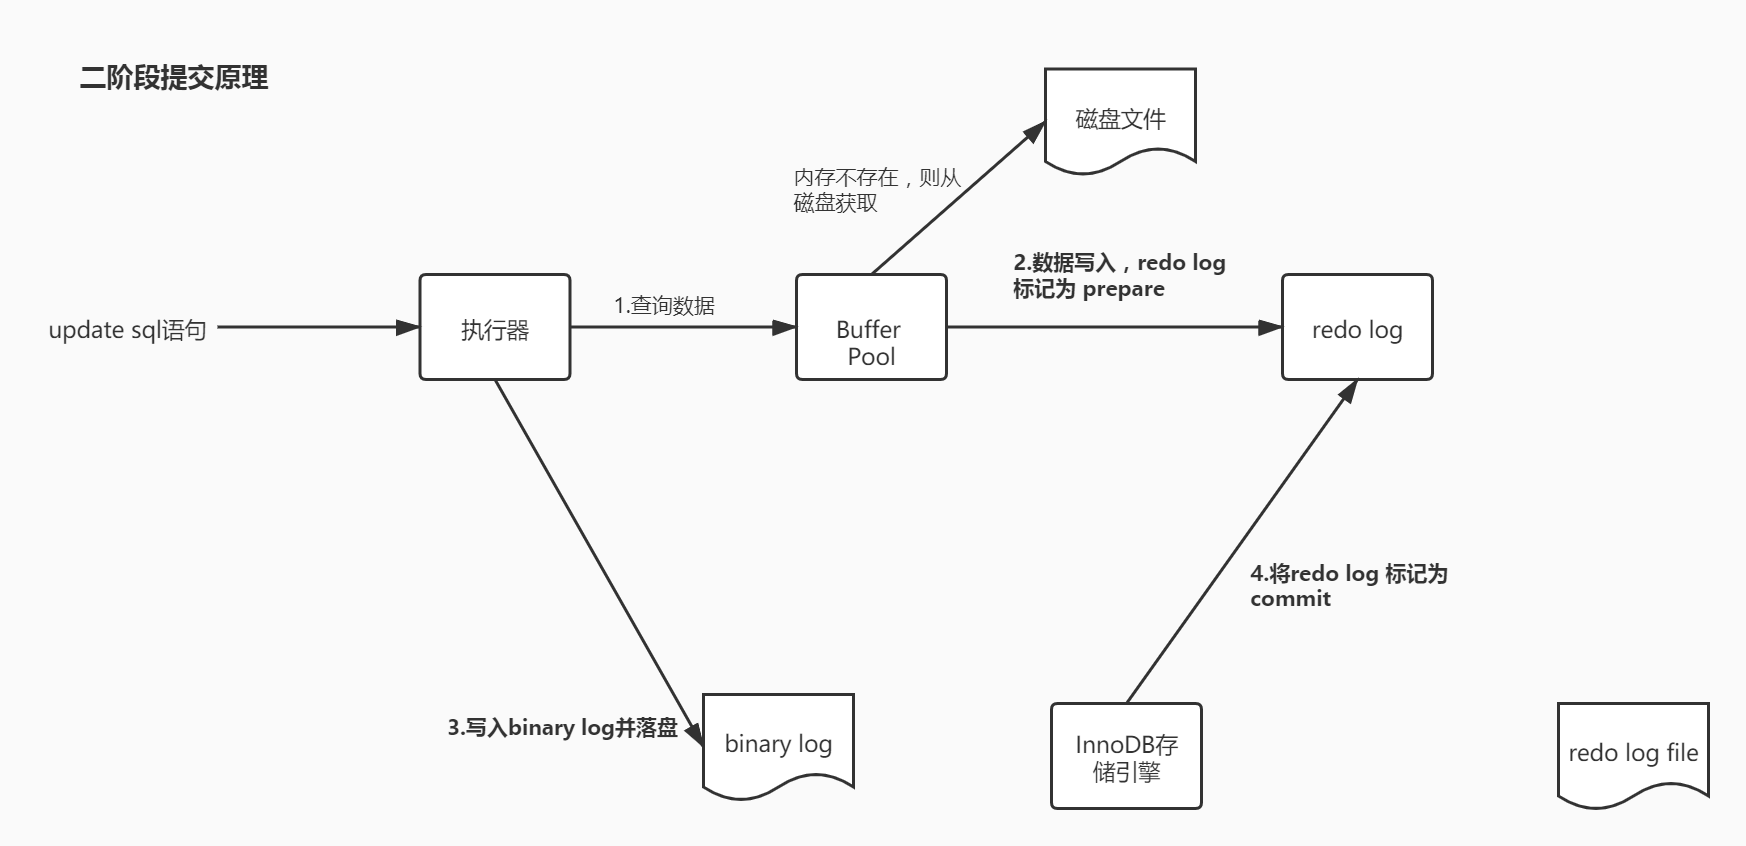 二阶段提交原理
磁盘文件
内存不存在，则从
磁盘获取
2.数据写入，redo log
标记为 prepare
update sql语句
执行器
1.查询数据
Buffer
Pool
redo log
4.将redo log 标记为
commit
3.写入binary log并落盘
binary log
InnoDB存
储引擎
redo log file